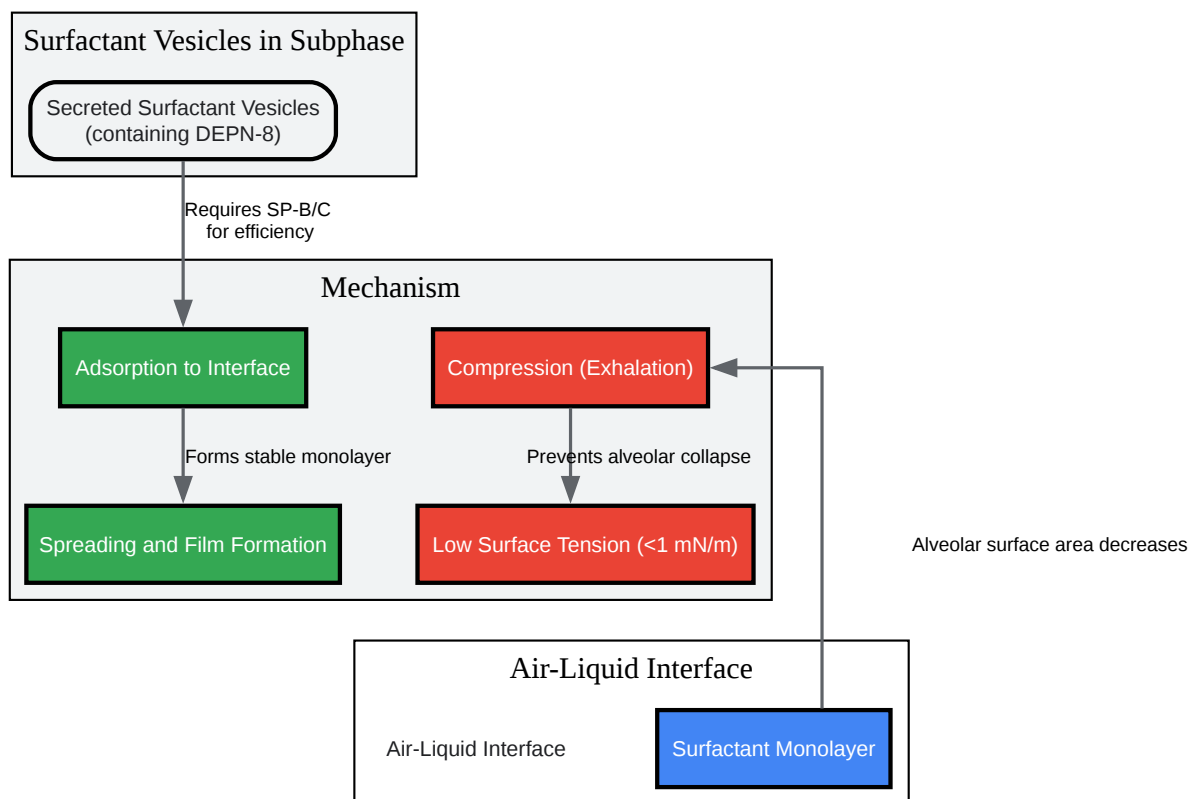 Surfactant Vesicles in Subphase
Secreted Surfactant Vesicles
(containing DEPN-8)
Requires SP-B/C
for efficiency
Mechanism
Adsorption to Interface
Compression (Exhalation)
Forms stable monolayer
Prevents alveolar collapse
Spreading and Film Formation
Low Surface Tension (<1 mN/m)
Alveolar surface area decreases
Air-Liquid Interface
Air-Liquid Interface
Surfactant Monolayer